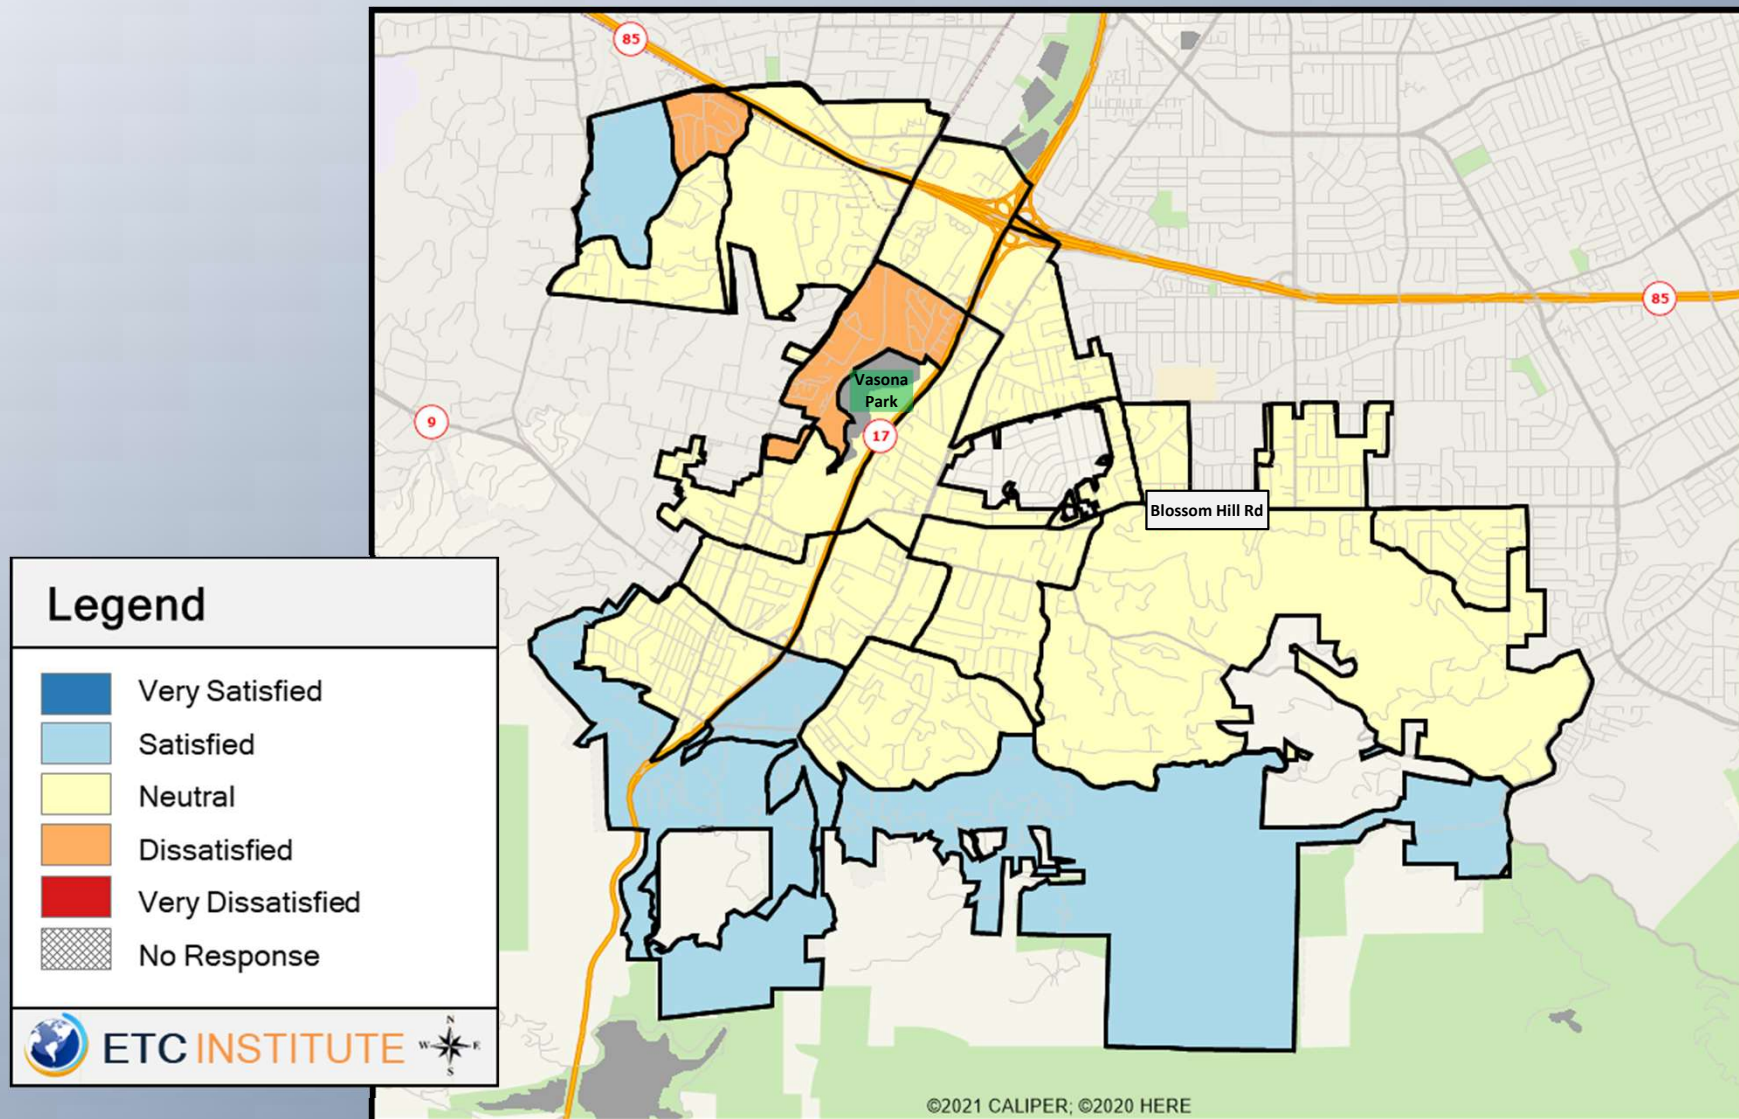 85
85
9
Vasona
Park
17
Blossom Hill Rd
Legend
Very Satisfied
Satisfied
Neutral
Dissatisfied
Very Dissatisfied
No Response
ETC INSTITUTE
N
W E
S
©2021 CALIPER; ©2020 HERE